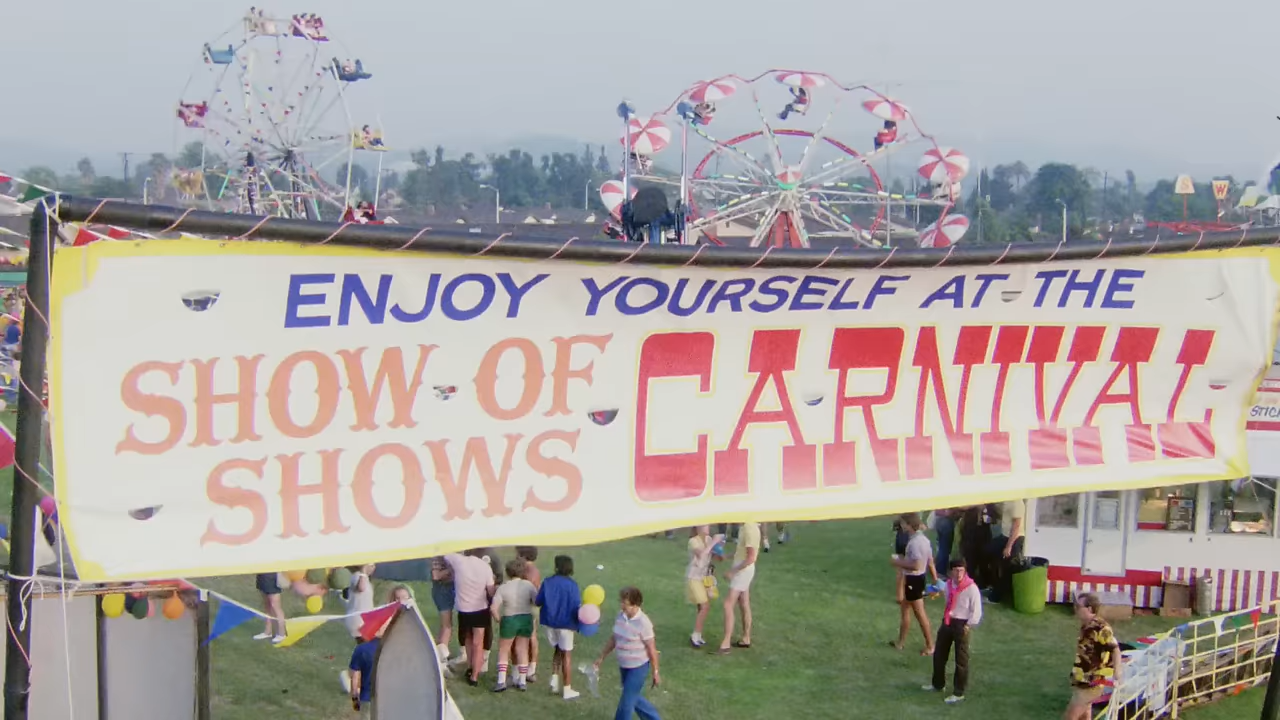 ENJOY YOURSELF AT THE
SHOW OF
SHOWS
CARNIVAL
S
W